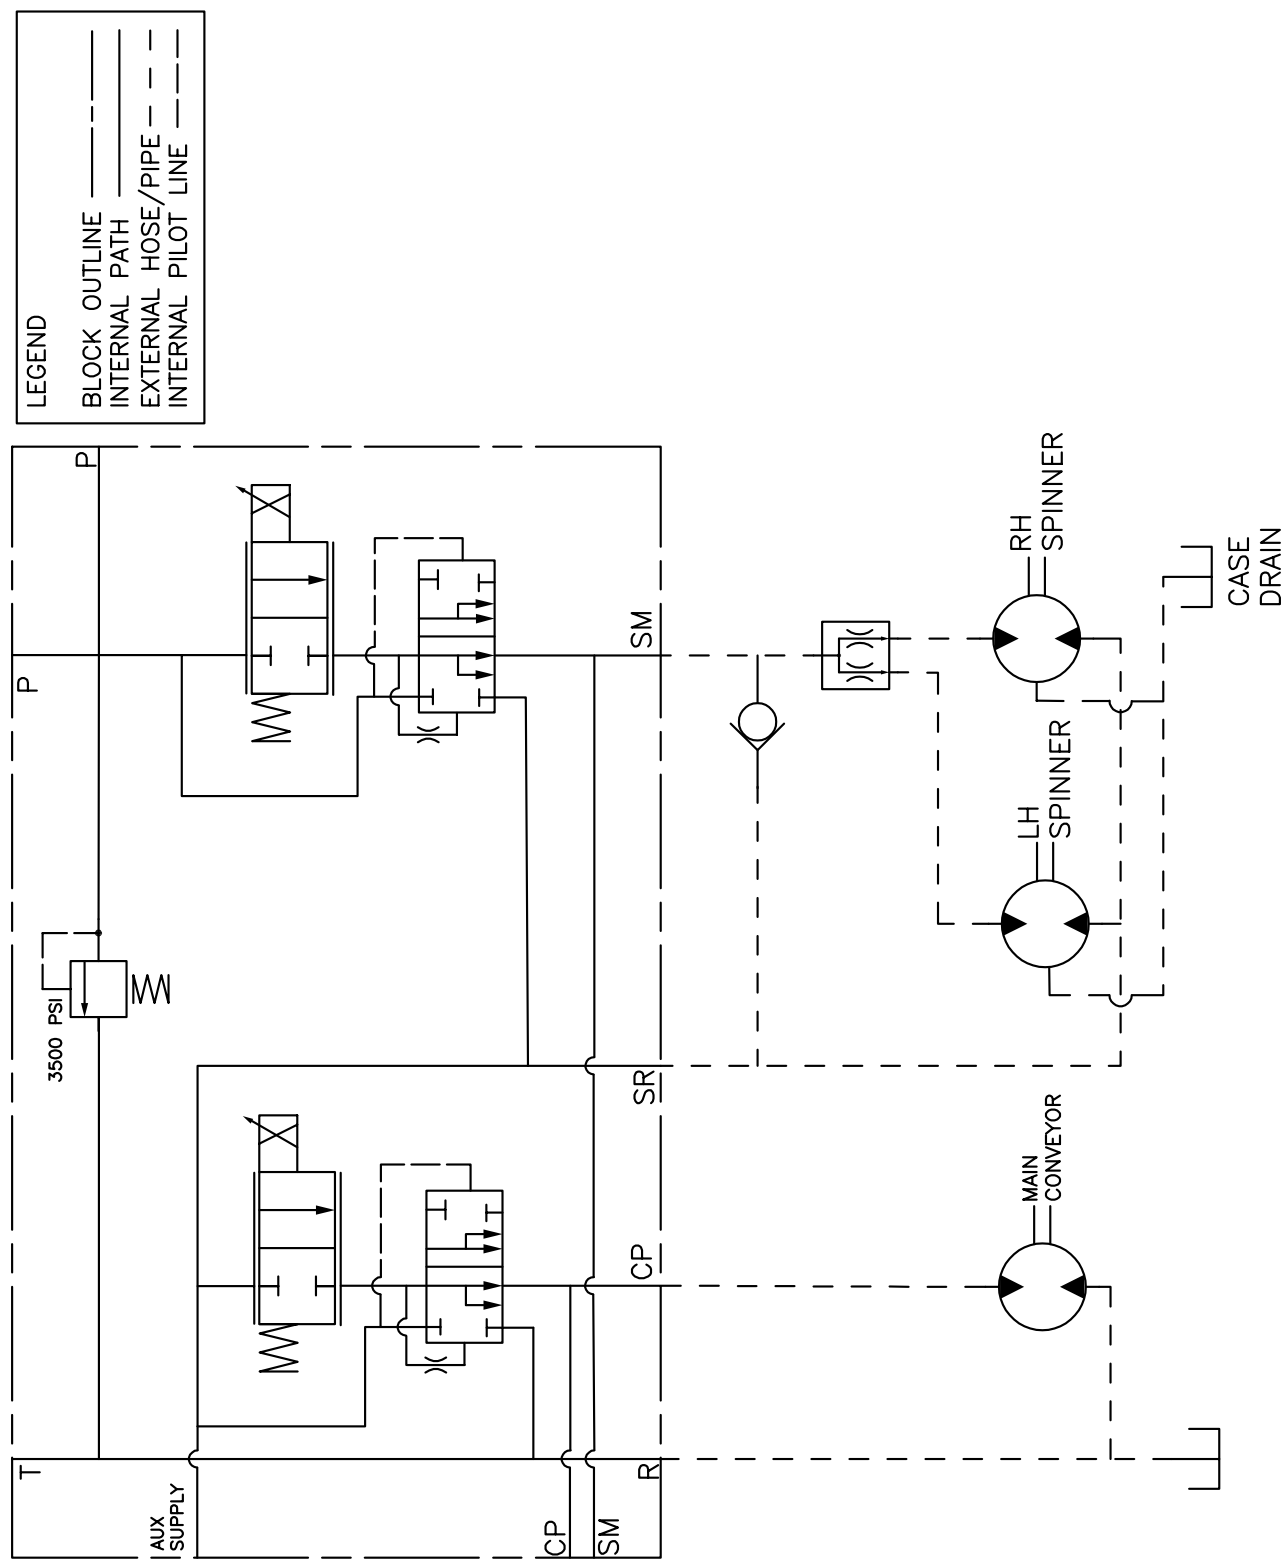 LEGEND
BLOCK OUTLINE
INTERNAL PATH
EXTERNAL HOSE/PIPE
INTERNAL PILOT LINE
P
P
3500 PSI
T
AUX
SUPPLY
SM
SR
CP
R
CP
SM
RH
SPINNER
LH
SPINNER
CASE
DRAIN
MAIN
CONVEYOR